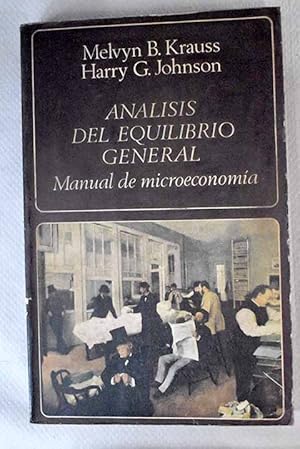 Melvyn B. Krauss
Harry G. Johnson
ANALISIS
DEL EQUILIBRIO
GENERAL
Manual de microeconomía